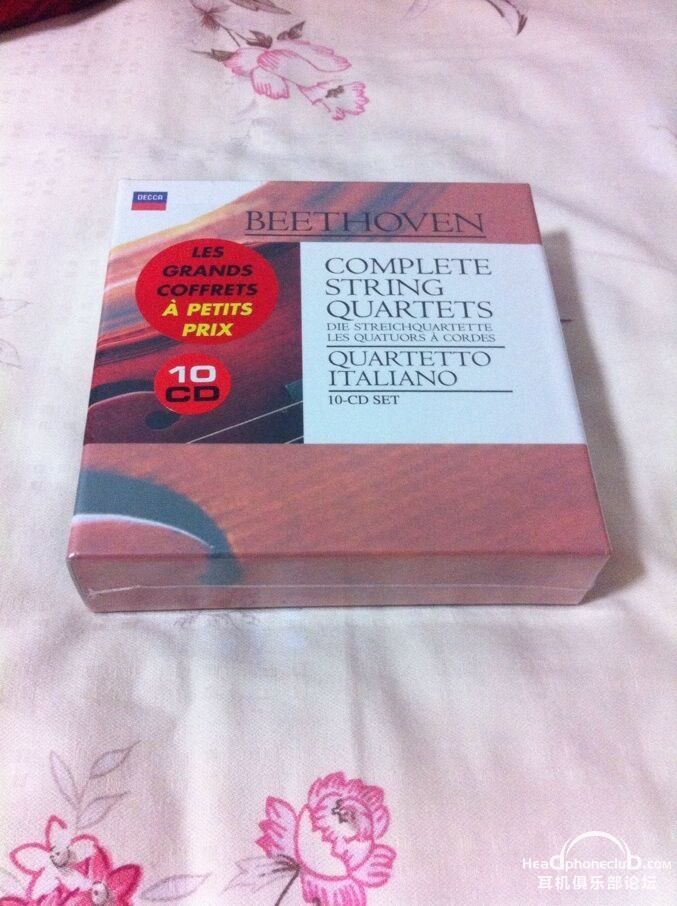 DECCA
BEETHOVEN
LES
GRANDS
COFFRETS
À PETITS
PRIX
10
CD
COMPLETE
STRING
QUARTETS
DIE STREICHQUARTETTE
LES QUATUORS À CORDES
QUARTETTO
ITALIANO
10-CD SET
Headphoneclub.com
耳机俱乐部论坛